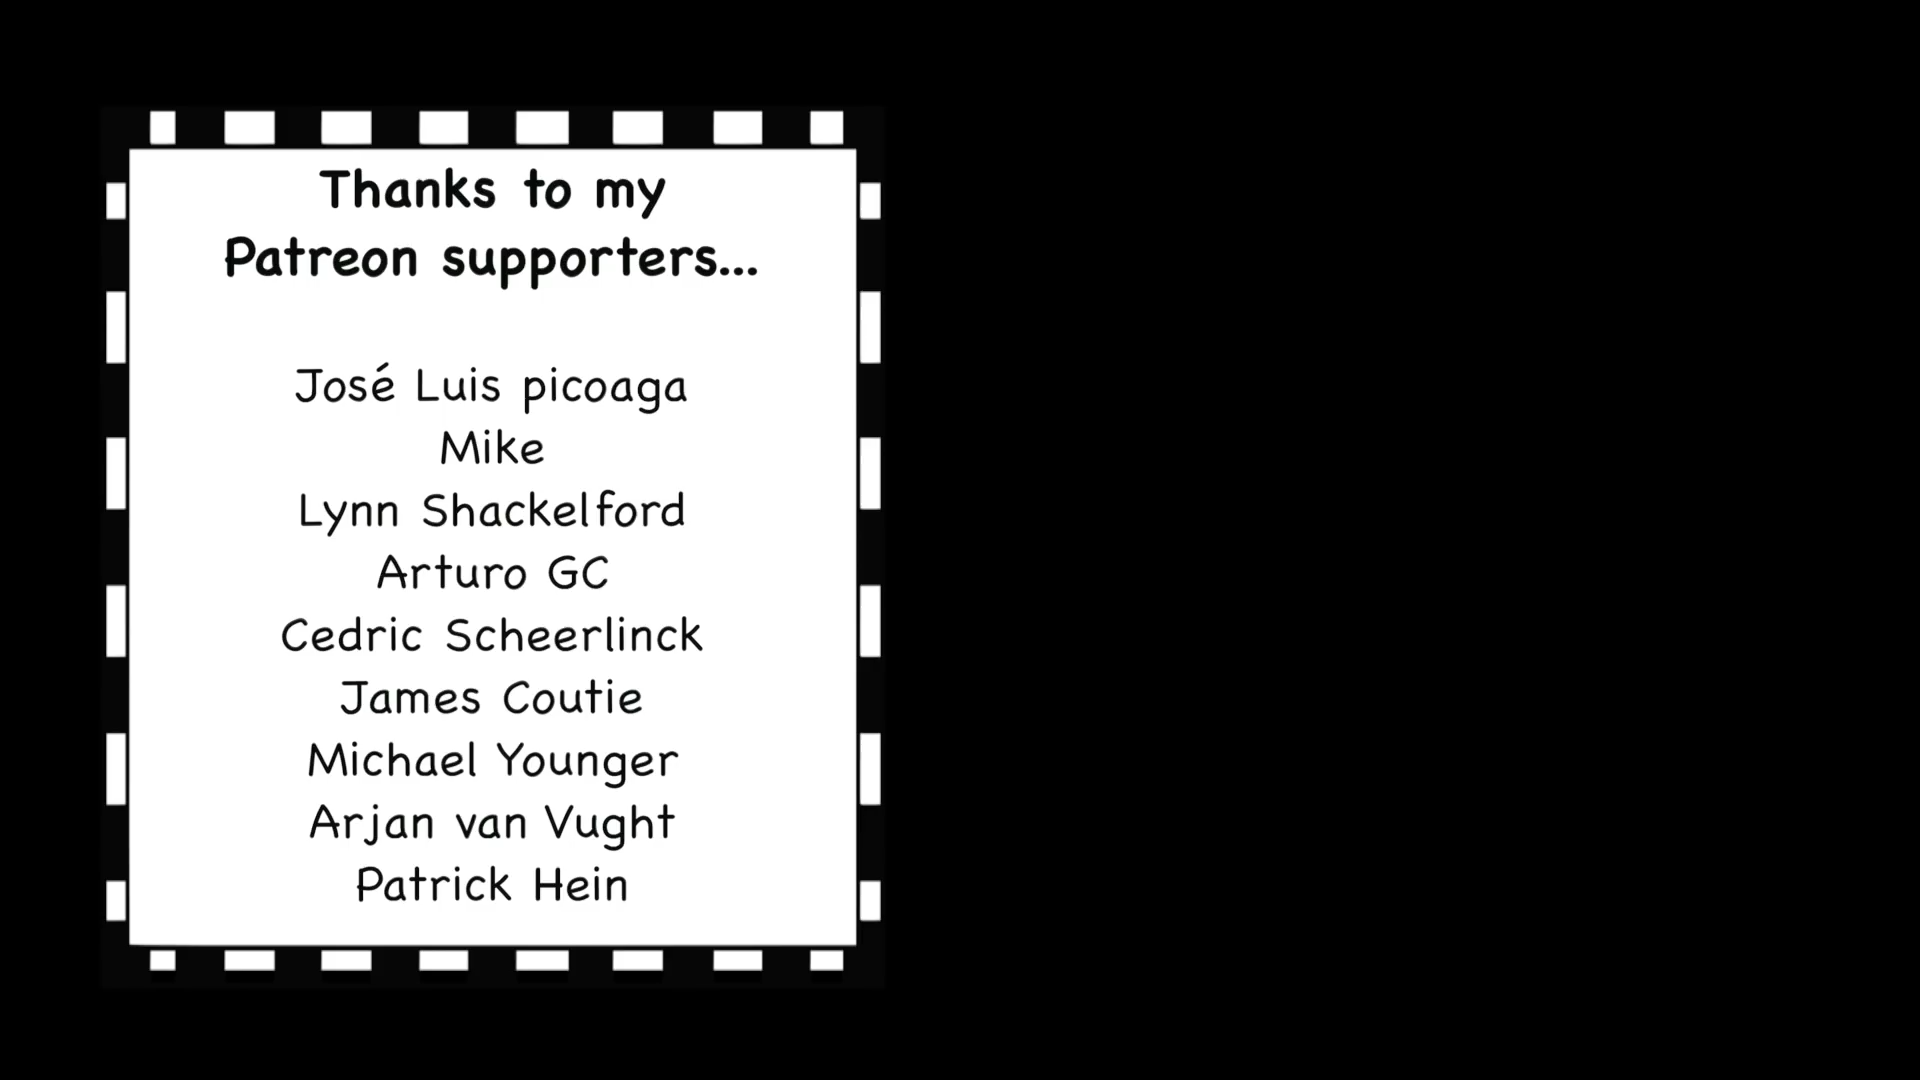 Thanks to my
Patreon supporters...
José Luis picoaga
Mike
Lynn Shackelford
Arturo GC
Cedric Scheerlinck
James Coutie
Michael Younger
Arjan van Vught
Patrick Hein